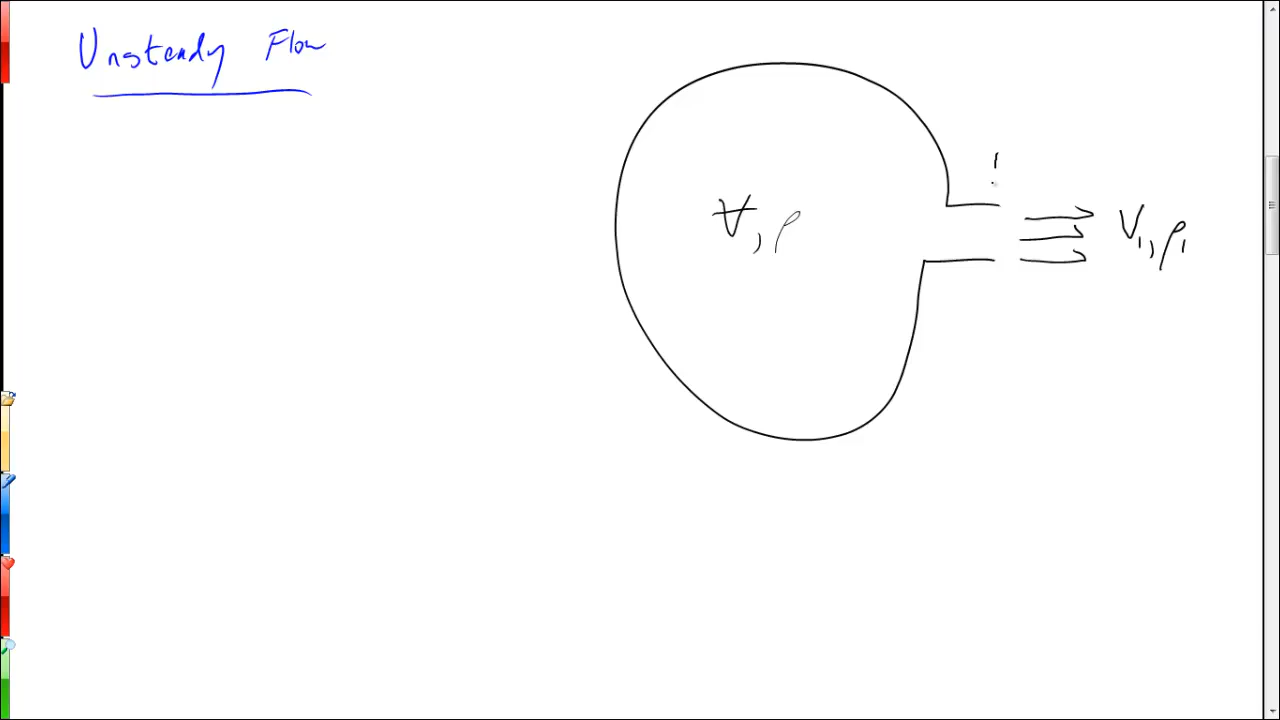 Unsteady Flow
V̶, ρ
V₁, ρ₁